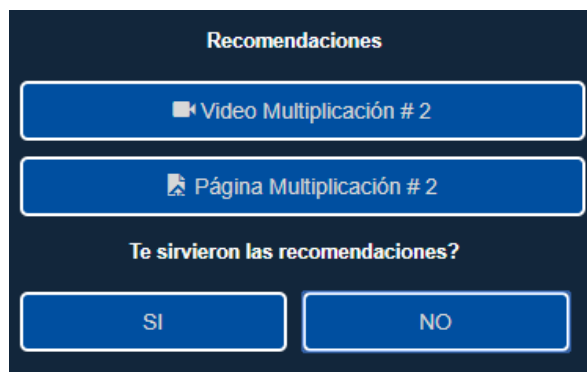 Recomendaciones
Video Multiplicación # 2
Página Multiplicación # 2
Te sirvieron las recomendaciones?
SI
NO